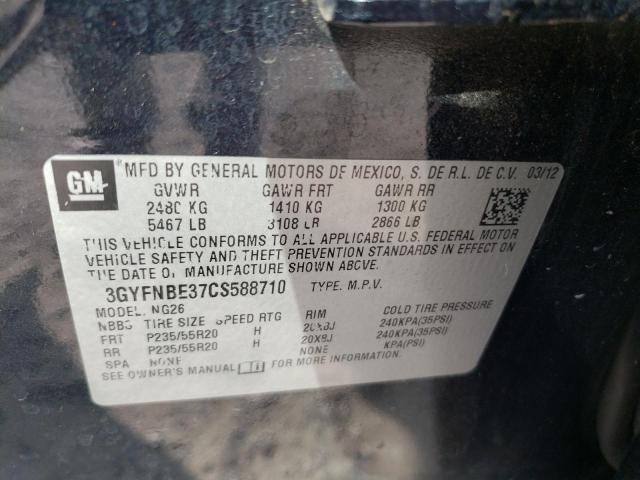 GM MFD BY GENERAL MOTORS DE MEXICO, S. DE R.L. DE C.V. 03/12
GVWR GAWR FRT GAWR RR
2480 KG 1410 KG 1300 KG
5467 LB 3108 LB 2866 LB
THIS VEHICLE CONFORMS TO ALL APPLICABLE U.S. FEDERAL MOTOR
VEHICLE SAFETY AND THEFT PREVENTION STANDARDS IN EFFECT ON
THE DATE OF MANUFACTURE SHOWN ABOVE.
3GYFNBE37CS588710 TYPE: M.P.V.
MODEL: NG26
NBBS TIRE SIZE SPEED RTG RIM COLD TIRE PRESSURE
FRT P235/55R20 H 20X8J 240KPA(35PSI)
RR P235/55R20 H 20X8J 240KPA(35PSI)
SPA NONE NONE KPA(PSI)
SEE OWNER'S MANUAL FOR MORE INFORMATION.